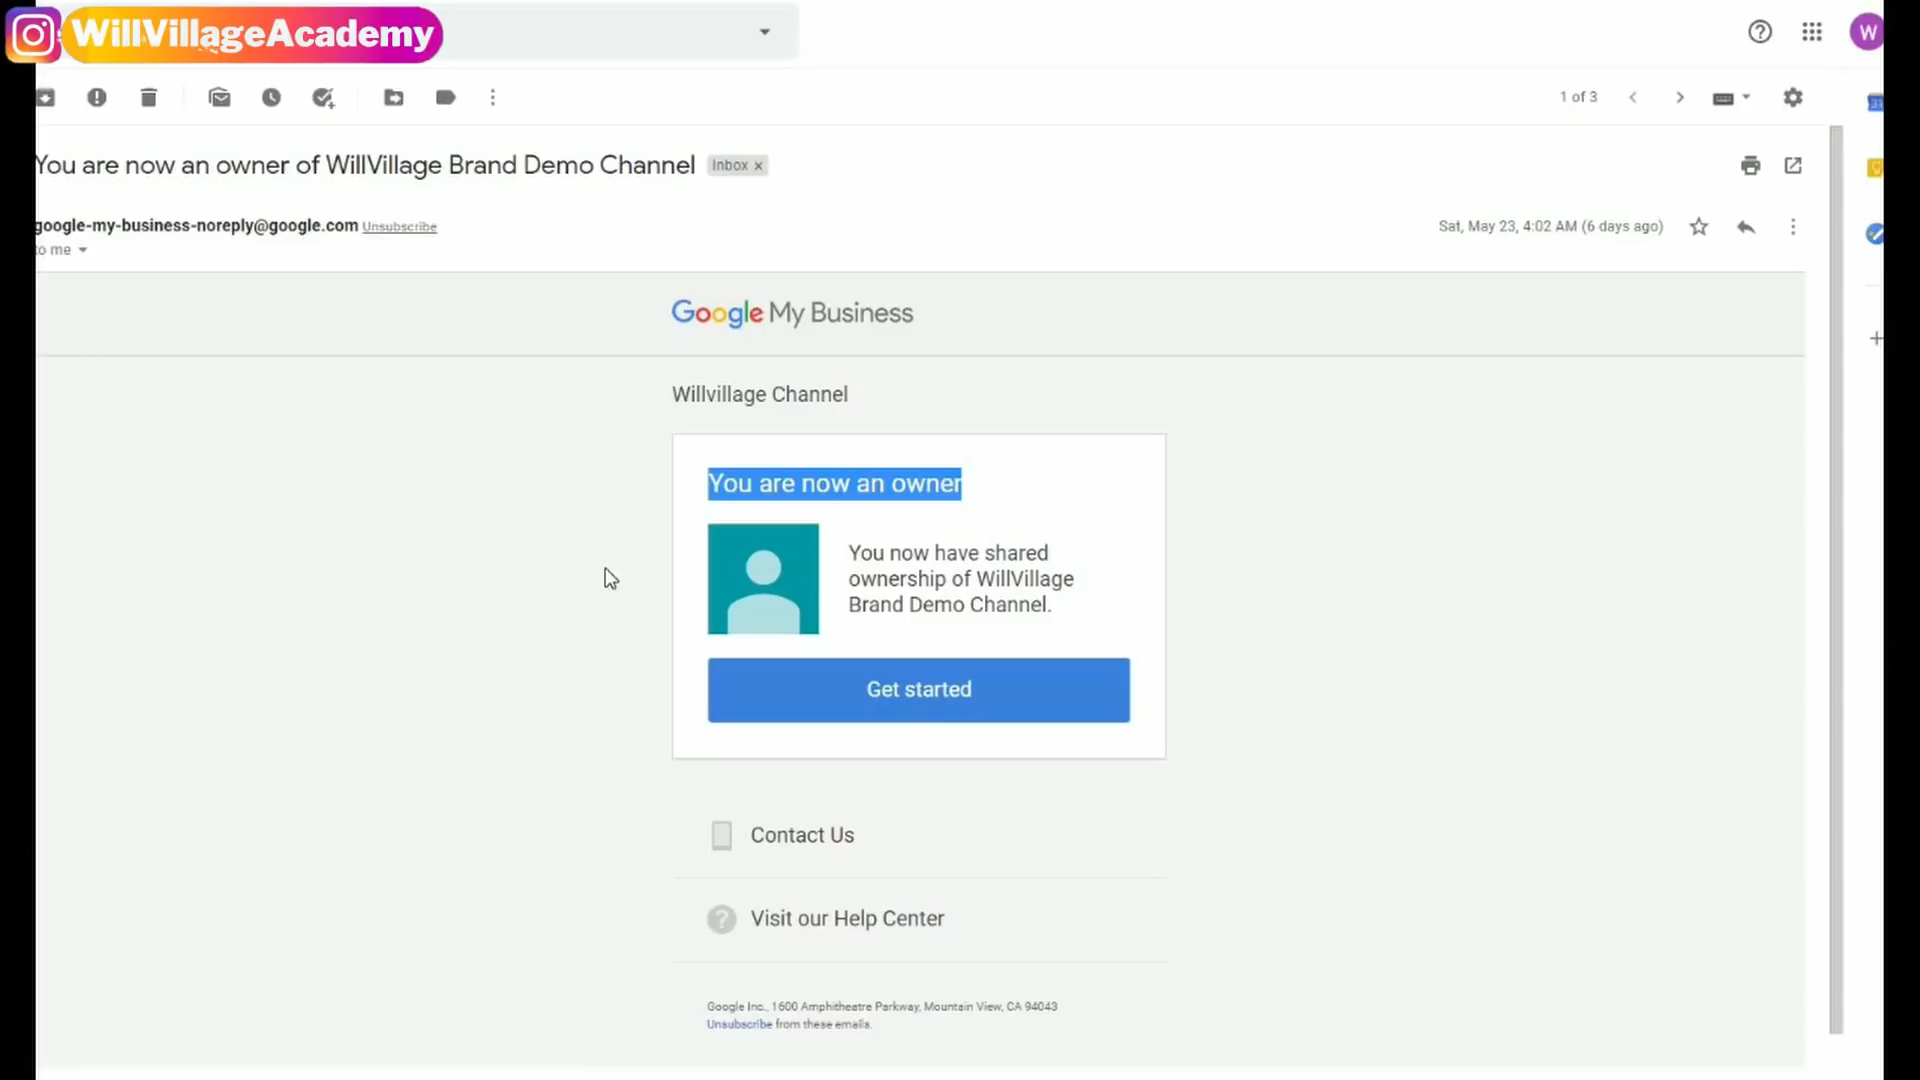 WillVillageAcademy
W
1 of 3
You are now an owner of WillVillage Brand Demo Channel Inbox x
google-my-business-noreply@google.com Unsubscribe
Sat, May 23, 4:02 AM (6 days ago)
to me
Google My Business
Willvillage Channel
You are now an owner
You now have shared
ownership of WillVillage
Brand Demo Channel.
Get started
Contact Us
? Visit our Help Center
Google Inc., 1600 Amphitheatre Parkway, Mountain View, CA 94043
Unsubscribe from these emails.